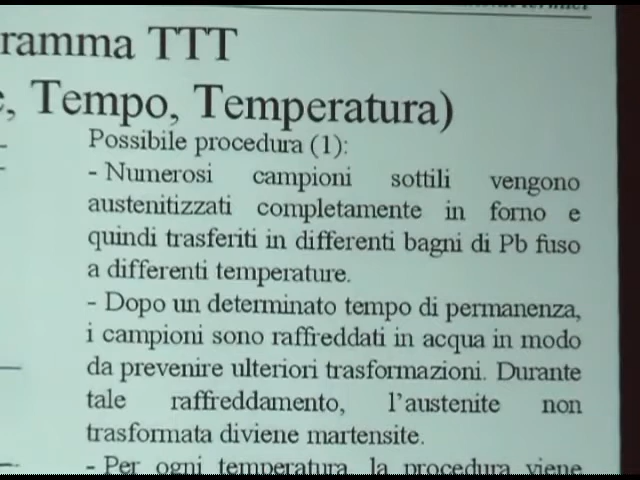 ramma TTT
, Tempo, Temperatura)
Possibile procedura (1):
- Numerosi campioni sottili vengono
austenitizzati completamente in forno e
quindi trasferiti in differenti bagni di Pb fuso
a differenti temperature.
- Dopo un determinato tempo di permanenza,
i campioni sono raffreddati in acqua in modo
da prevenire ulteriori trasformazioni. Durante
tale raffreddamento, l'austenite non
trasformata diviene martensite.
- Per ogni temperatura, la procedura viene